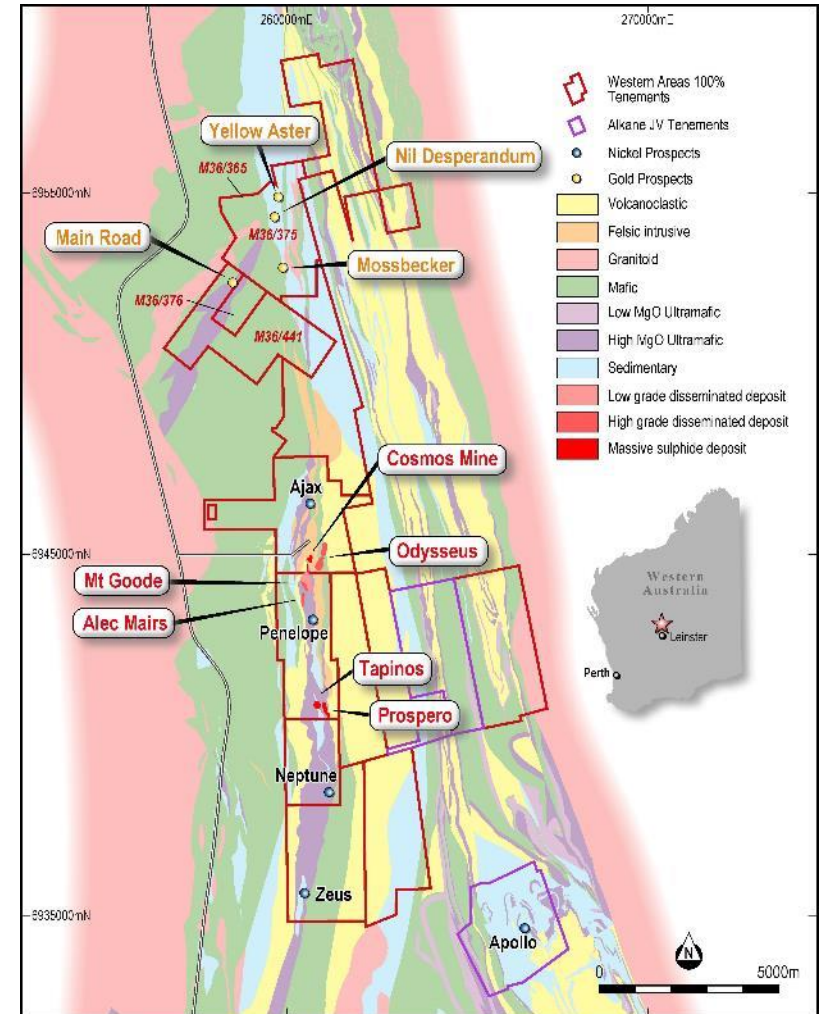 260000mE
270000mE
Western Areas 100%
Tenements
Alkane JV Tenements
Nickel Prospects
Gold Prospects
Volcanoclastic
Felsic intrusive
Granitoid
Mafic
Low MgO Ultramafic
High MgO Ultramafic
Sedimentary
Low grade disseminated deposit
High grade disseminated deposit
Massive sulphide deposit
Yellow Aster
Nil Desperandum
M36/365
6955000mN
M36/375
Main Road
Mossbecker
M36/376
M36/441
Cosmos Mine
Ajax
6945000mN
Odysseus
Mt Goode
Alec Mairs
Penelope
Tapinos
Prospero
Neptune
Zeus
6935000mN
Apollo
Western
Australia
Leinster
Perth
N
0
5000m